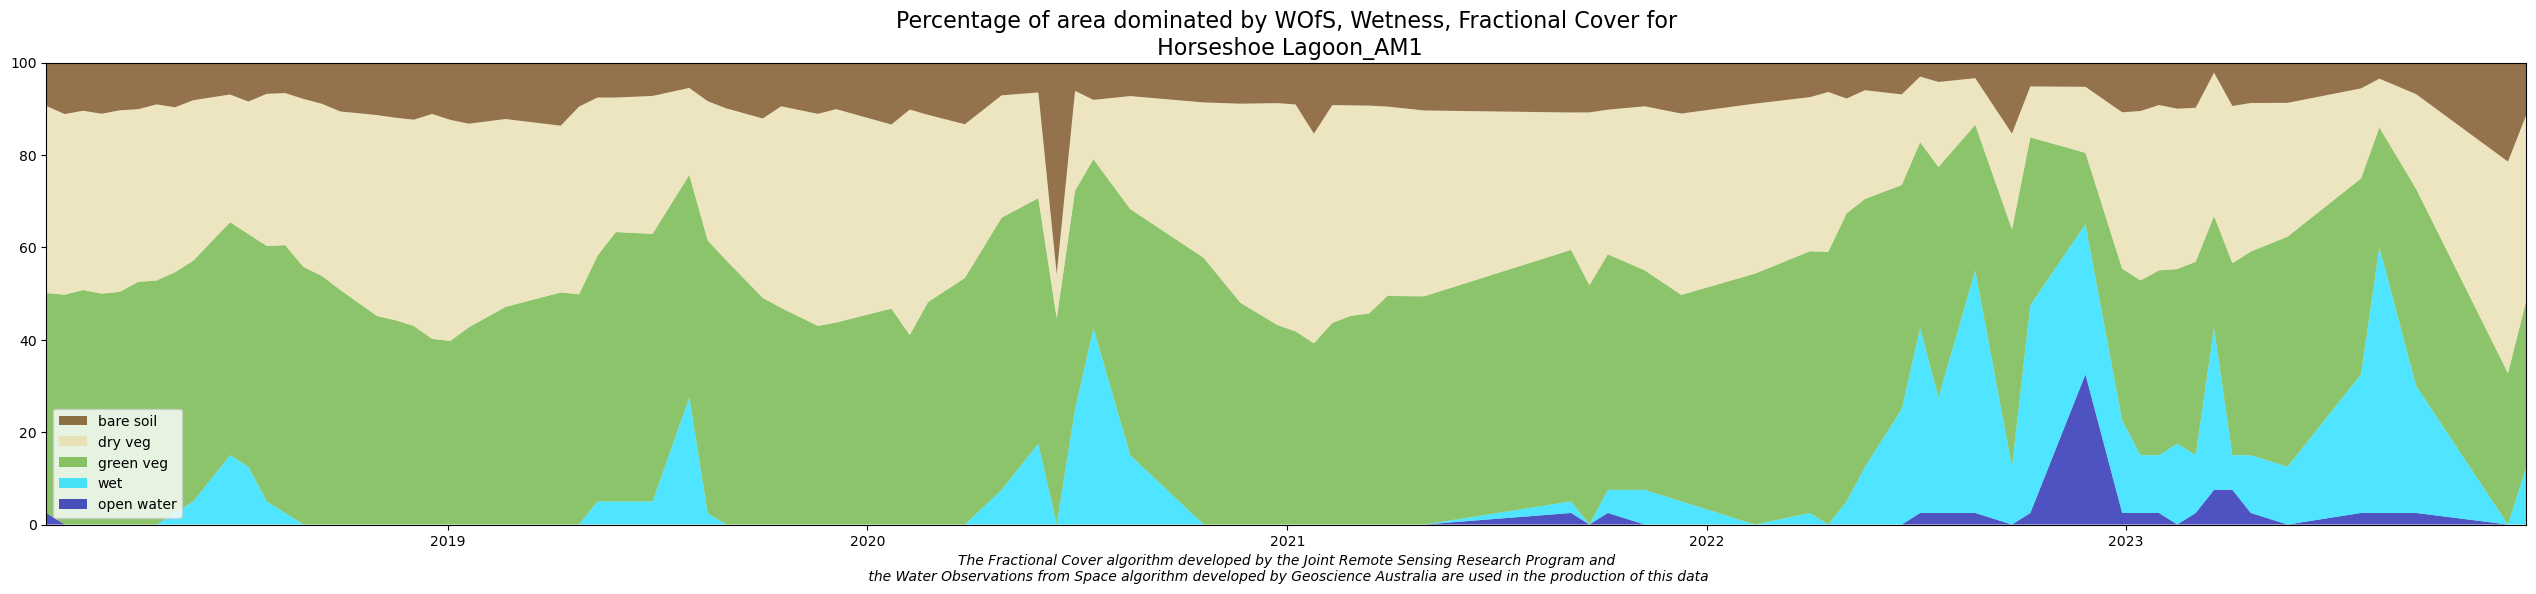 Percentage of area dominated by WOfS, Wetness, Fractional Cover for
Horseshoe Lagoon_AM1
100
80
60
40
20
0
bare soil
dry veg
green veg
wet
open water
2019 2020 2021 2022 2023
The Fractional Cover algorithm developed by the Joint Remote Sensing Research Program and
the Water Observations from Space algorithm developed by Geoscience Australia are used in the production of this data